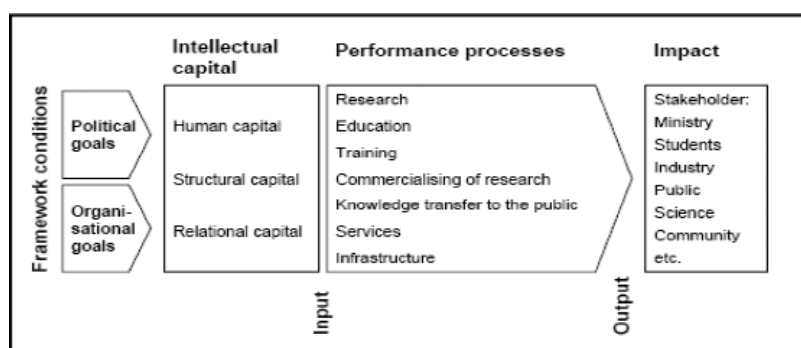 Framework conditions
Political
goals
Organi-
sational
goals
Intellectual
capital
Human capital
Structural capital
Relational capital
Input
Performance processes
Research
Education
Training
Commercialising of research
Knowledge transfer to the public
Services
Infrastructure
Output
Impact
Stakeholder:
Ministry
Students
Industry
Public
Science
Community
etc.